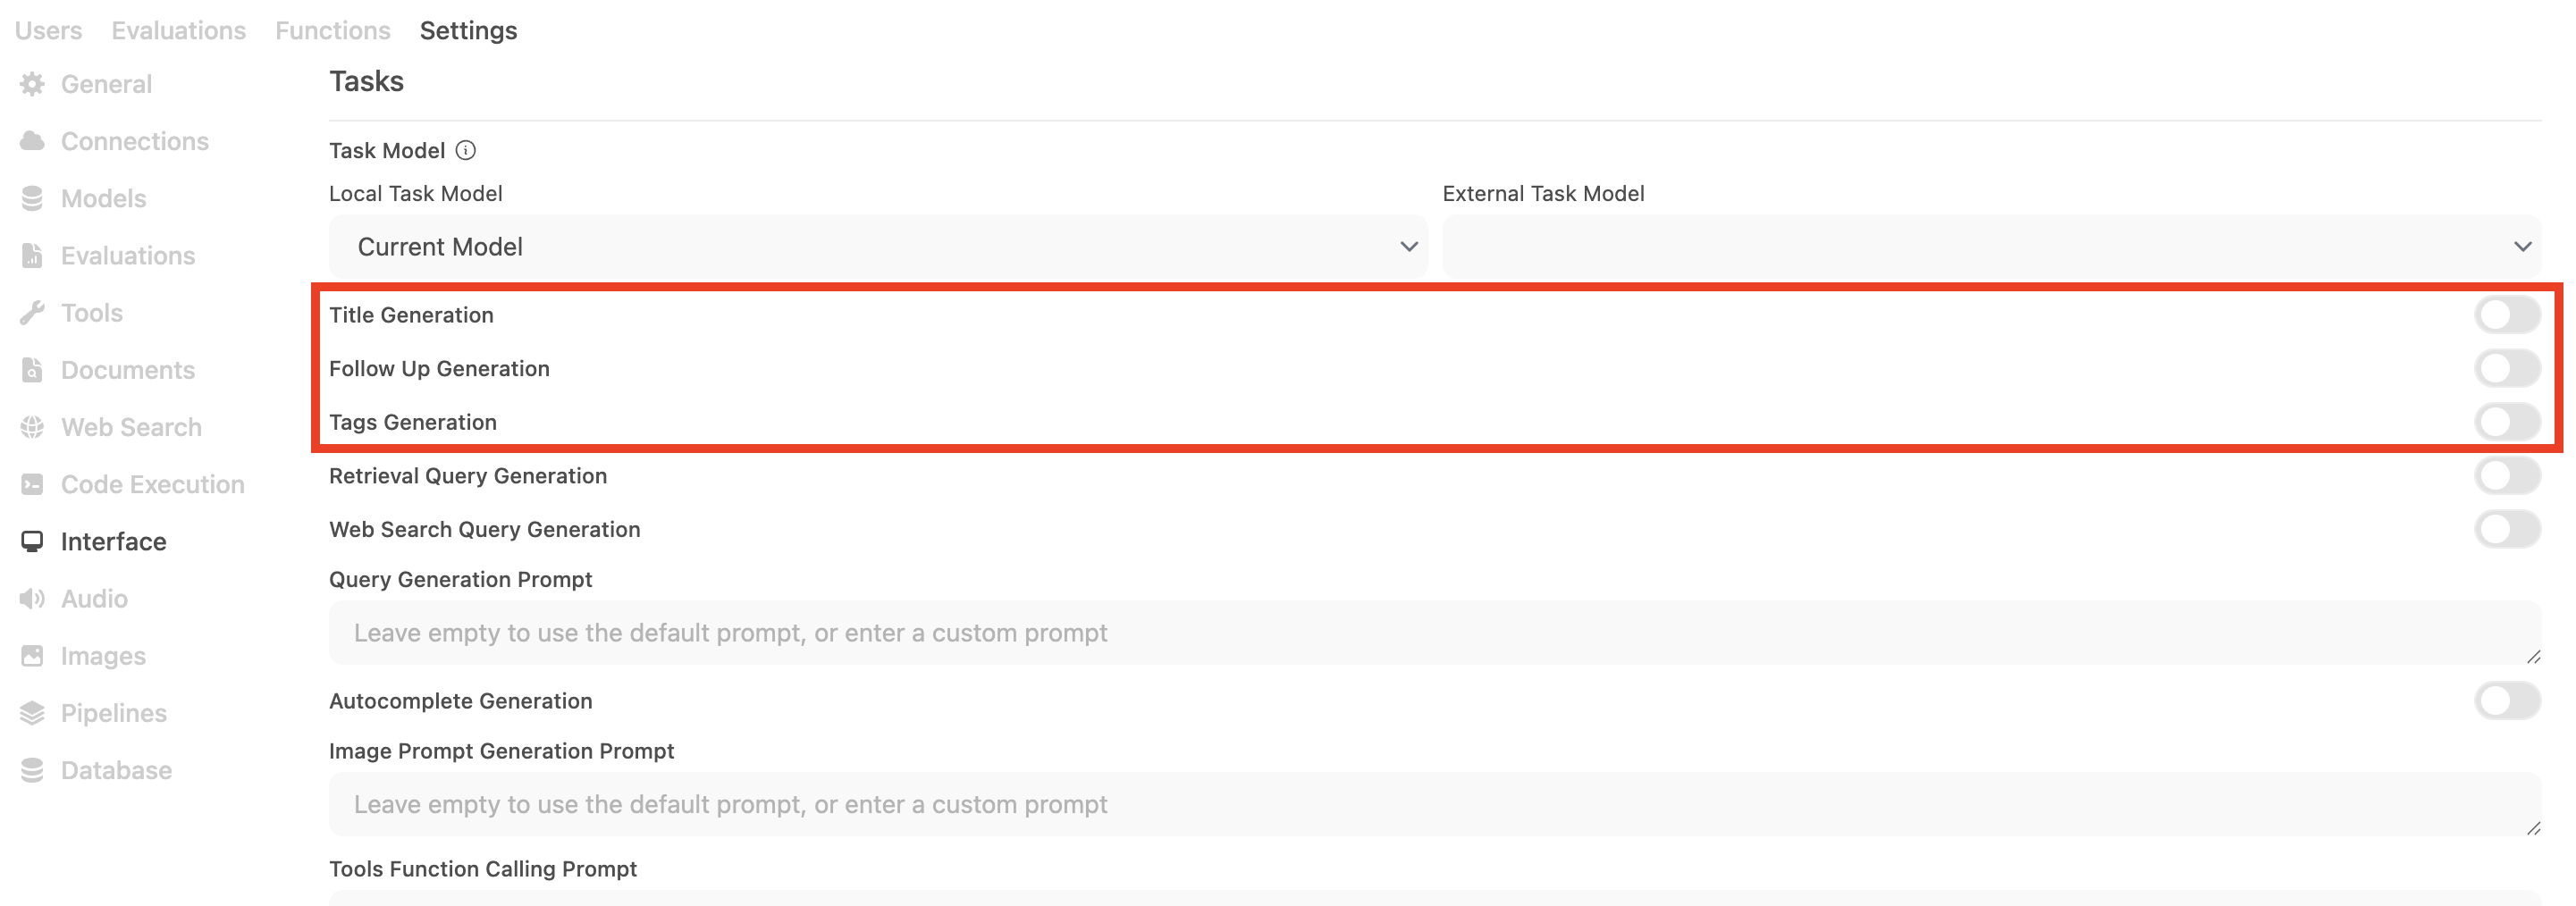 Users Evaluations Functions Settings
General
Connections
Models
Evaluations
Tools
Documents
Web Search
Code Execution
Interface
Audio
Images
Pipelines
Database
Tasks
Task Model
Local Task Model
Current Model
External Task Model
Title Generation
Follow Up Generation
Tags Generation
Retrieval Query Generation
Web Search Query Generation
Query Generation Prompt
Leave empty to use the default prompt, or enter a custom prompt
Autocomplete Generation
Image Prompt Generation Prompt
Leave empty to use the default prompt, or enter a custom prompt
Tools Function Calling Prompt